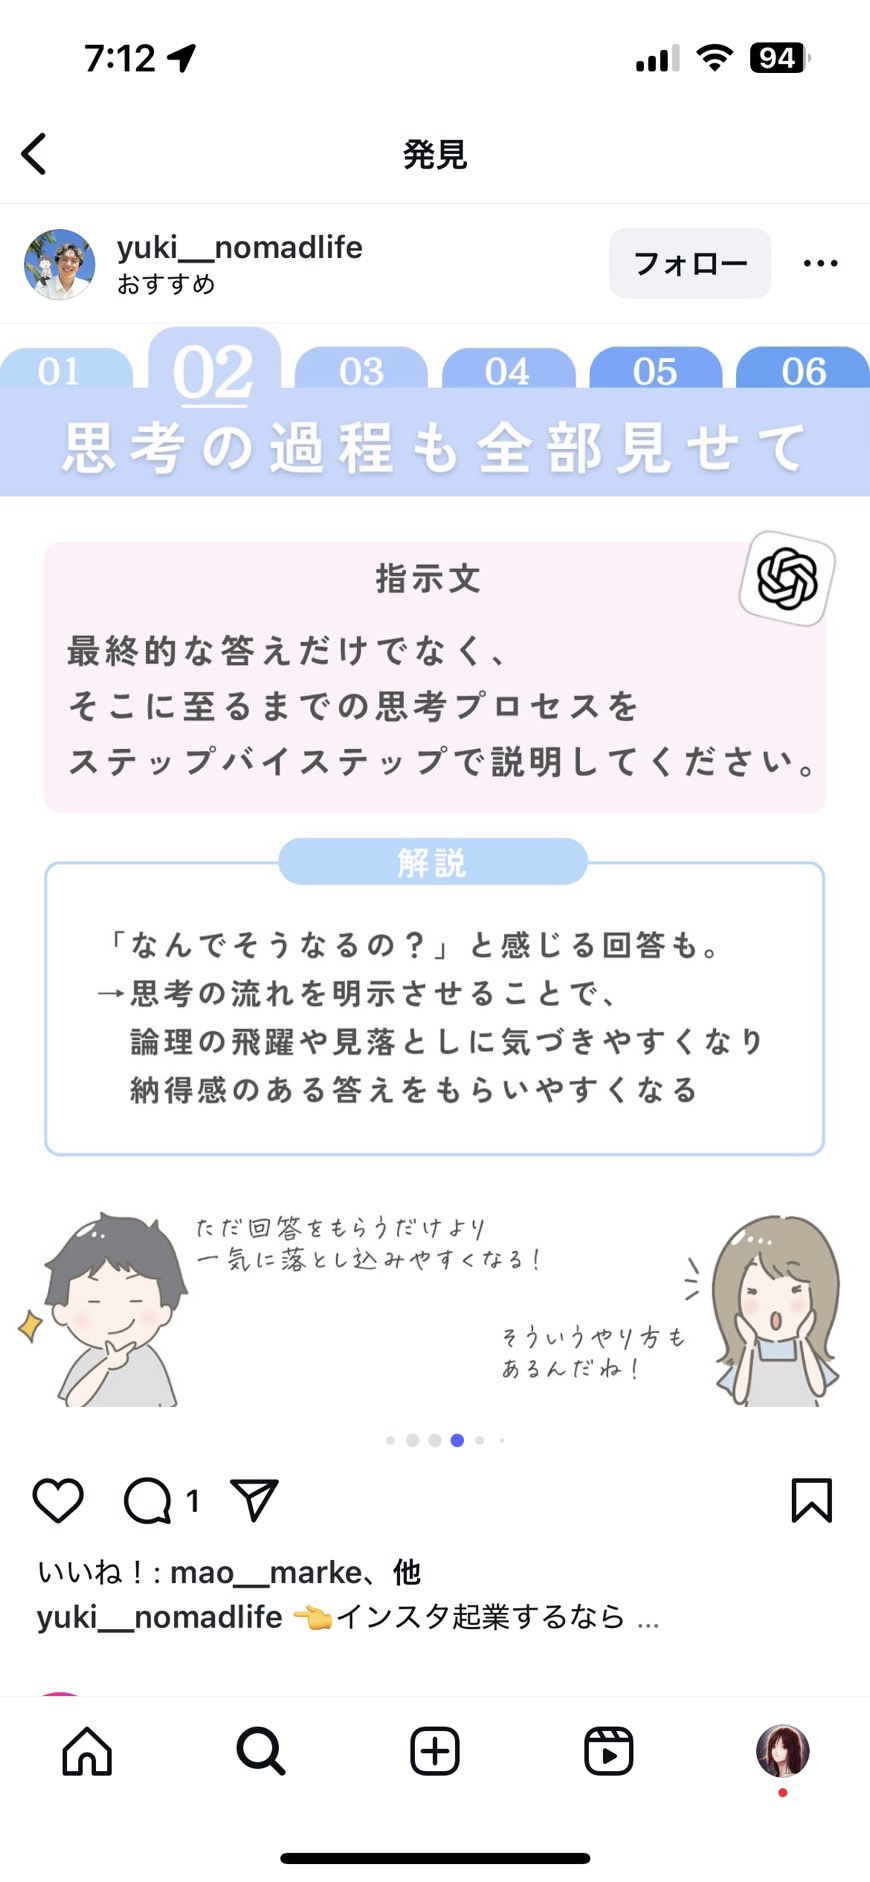 7:12
94
発見
yuki__nomadlife
おすすめ
フォロー
01
02
03
04
05
06
思考の過程も全部見せて
指示文
最終的な答えだけでなく、
そこに至るまでの思考プロセスを
ステップバイステップで説明してください。
解説
「なんでそうなるの？」と感じる回答も。
→思考の流れを明示させることで、
論理の飛躍や見落としに気づきやすくなり
納得感のある答えをもらいやすくなる
ただ回答をもらうだけより
一気に落とし込みやすくなる！
そういうやり方も
あるんだね！
1
いいね！: mao__marke、他
yuki__nomadlife 👈インスタ起業するなら ...